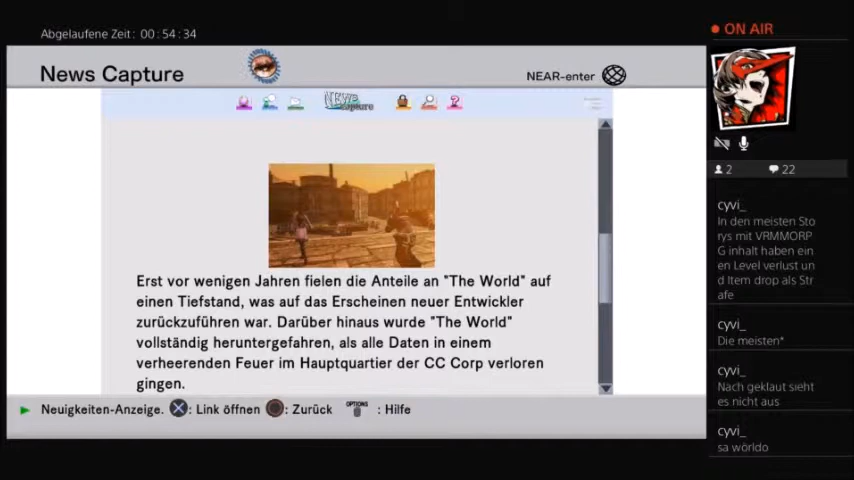 Abgelaufene Zeit: 00:54:34
ON AIR
News Capture
NEAR-enter
NEWS
capture
?
2
22
Erst vor wenigen Jahren fielen die Anteile an "The World" auf
einen Tiefstand, was auf das Erscheinen neuer Entwickler
zurückzuführen war. Darüber hinaus wurde "The World"
vollständig heruntergefahren, als alle Daten in einem
verheerenden Feuer im Hauptquartier der CC Corp verloren
gingen.
Neuigkeiten-Anzeige. : Link öffnen : Zurück OPTIONS : Hilfe
cyvi_
In den meisten Sto
rys mit VRMMORP
G inhalt haben ein
en Level verlust un
d Item drop als Str
afe
cyvi_
Die meisten*
cyvi_
Nach geklaut sieht
es nicht aus
cyvi_
sa wörldo